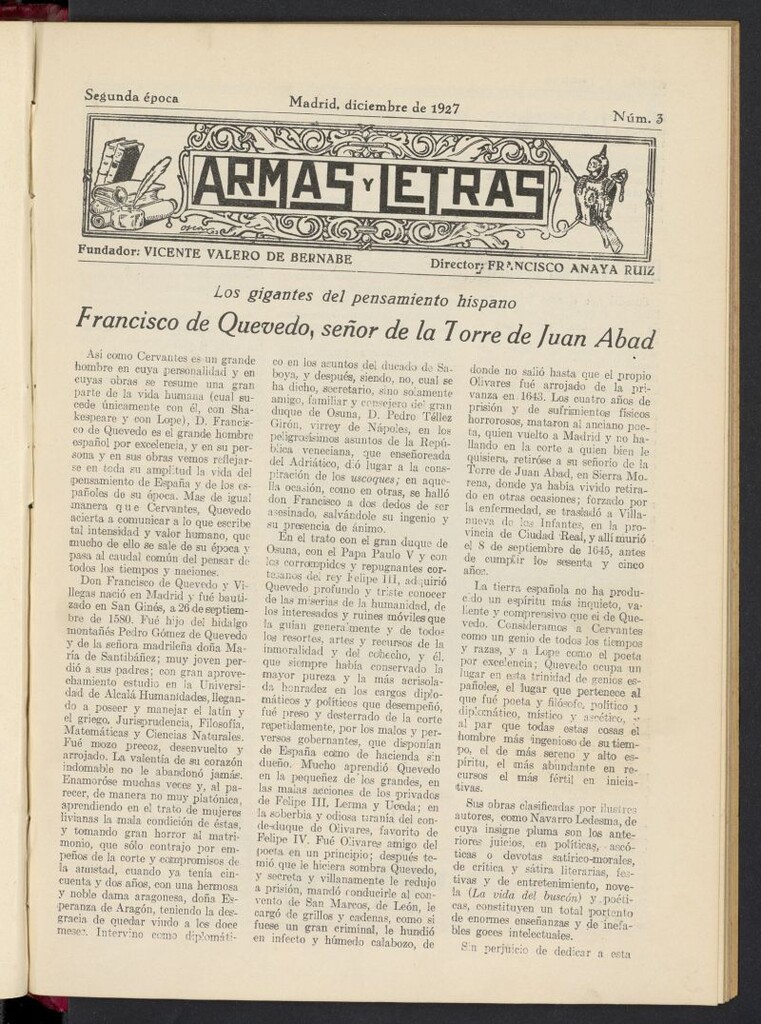 Segunda época
Madrid, diciembre de 1927
Núm. 3
ARMAS Y LETRAS
Fundador: VICENTE VALERO DE BERNABE
Director: FRANCISCO ANAYA RUIZ
Los gigantes del pensamiento hispano
Francisco de Quevedo, señor de la Torre de Juan Abad
Así como Cervantes es un grande
hombre en cuya personalidad y en
cuyas obras se resume una gran
parte de la vida humana (cual su-
cede únicamente con él, con Sha-
kespeare y con Lope), D. Francis-
co de Quevedo es el grande hombre
español por excelencia, y en su per-
sona y en sus obras vemos reflejar-
se en toda su amplitud la vida del
pensamiento de España y de los es-
pañoles de su época. Mas de igual
manera que Cervantes, Quevedo
acierta a comunicar a lo que escribe
tal intensidad y valor humano, que
mucho de ello se sale de su época y
pasa al caudal común del pensar de
todos los tiempos y naciones.
Don Francisco de Quevedo y Vi-
llegas nació en Madrid y fué bauti-
zado en San Ginés, a 26 de septiem-
bre de 1580. Fué hijo del hidalgo
montañés Pedro Gómez de Quevedo
y de la señora madrileña doña Ma-
ría de Santibáñez; muy joven per-
dió a sus padres; con gran aprove-
chamiento estudio en la Universi-
dad de Alcalá Humanidades, llegan-
do a poseer y manejar el latín y
el griego, Jurisprudencia, Filosofía,
Matemáticas y Ciencias Naturales.
Fué mozo precoz, desenvuelto y
arrojado. La valentía de su corazón
indomable no le abandonó jamás.
Enamoróse muchas veces y, al pa-
recer, de manera no muy platónica,
aprendiendo en el trato de mujeres
livianas la mala condición de éstas,
y tomando gran horror al matri-
monio, que sólo contrajo por em-
peños de la corte y compromisos de
la amistad, cuando ya tenía cin-
cuenta y dos años, con una hermosa
y noble dama aragonesa, doña Es-
peranza de Aragón, teniendo la des-
gracia de quedar viudo a los doce
meses. Intervino como diplomáti-
co en los asuntos del ducado de Sa-
boya, y después, siendo, no, cual se
ha dicho, secretario, sino solamente
amigo, familiar y consejero del gran
duque de Osuna, D. Pedro Téllez
Girón, virrey de Nápoles, en los
peligrosísimos asuntos de la Repú-
blica veneciana, que enseñoreada
del Adriático, dió lugar a la cons-
piración de los uscoques; en aque-
lla ocasión, como en otras, se halló
don Francisco a dos dedos de ser
asesinado, salvándole su ingenio y
su presencia de ánimo.
En el trato con el gran duque de
Osuna, con el Papa Paulo V y con
los corrompidos y repugnantes cor-
tesanos del rey Felipe III, adquirió
Quevedo profundo y triste conocer
de las miserias de la humanidad, de
los interesados y ruines móviles que
la guían generalmente y de todos
los resortes, artes y recursos de la
inmoralidad y del cohecho, y él,
que siempre había conservado la
mayor pureza y la más acrisola-
da honradez en los cargos diplo-
máticos y políticos que desempeñó,
fué preso y desterrado de la corte
repetidamente, por los malos y per-
versos gobernantes, que disponían
de España como de hacienda sin
dueño. Mucho aprendió Quevedo
en la pequeñez de los grandes, en
las malas acciones de los privados
de Felipe III, Lerma y Uceda; en
la soberbia y odiosa tiranía del con-
de-duque de Olivares, favorito de
Felipe IV. Fué Olivares amigo del
poeta en un principio; después te-
mió que le hiciera sombra Quevedo,
y secreta y villanamente le redujo
a prisión, mandó conducirle al con-
vento de San Marcos, de León, le
cargó de grillos y cadenas, como si
fuese un gran criminal, le hundió
en infecto y húmedo calabozo, de
donde no salió hasta que el propio
Olivares fué arrojado de la pri-
vanza en 1643. Los cuatro años de
prisión y de sufrimientos físicos
horrorosos, mataron al anciano poe-
ta, quien vuelto a Madrid y no ha-
llando en la corte a quien bien le
quisiera, retiróse a su señorío de la
Torre de Juan Abad, en Sierra Mo-
rena, donde ya había vivido retira-
do en otras ocasiones; forzado por
la enfermedad, se trasladó a Villa-
nueva de los Infantes, en la pro-
vincia de Ciudad Real, y allí murió
el 8 de septiembre de 1645, antes
de cumplir los sesenta y cinco
años.
La tierra española no ha produ-
cido un espíritu más inquieto, va-
liente y comprensivo que el de Que-
vedo. Consideramos a Cervantes
como un genio de todos los tiempos
y razas, y a Lope como el poeta
por excelencia; Quevedo ocupa un
lugar en esta trinidad de genios es-
pañoles, el lugar que pertenece al
que fué poeta y filósofo, político y
diplomático, místico y ascético, y
al par que todas estas cosas el
hombre más ingenioso de su tiem-
po, el de más sereno y alto es-
píritu, el más abundante en re-
cursos el más fértil en inicia-
tivas.
Sus obras clasificadas por ilustres
autores, como Navarro Ledesma, de
cuya insigne pluma son los ante-
riores juicios, en políticas, ascé-
ticas o devotas satírico-morales,
de crítica y sátira literarias, fes-
tivas y de entretenimiento, nove-
la (La vida del buscón) y poéti-
cas, constituyen un total portento
de enormes enseñanzas y de inefa-
bles goces intelectuales.
Sin perjuicio de dedicar a esta